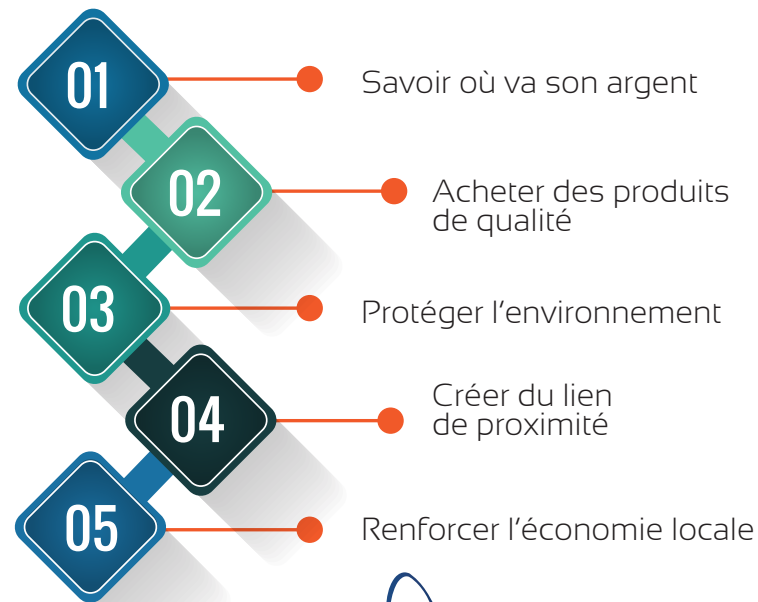 01
Savoir où va son argent
02
Acheter des produits
de qualité
03
Protéger l'environnement
04
Créer du lien
de proximité
05
Renforcer l'économie locale